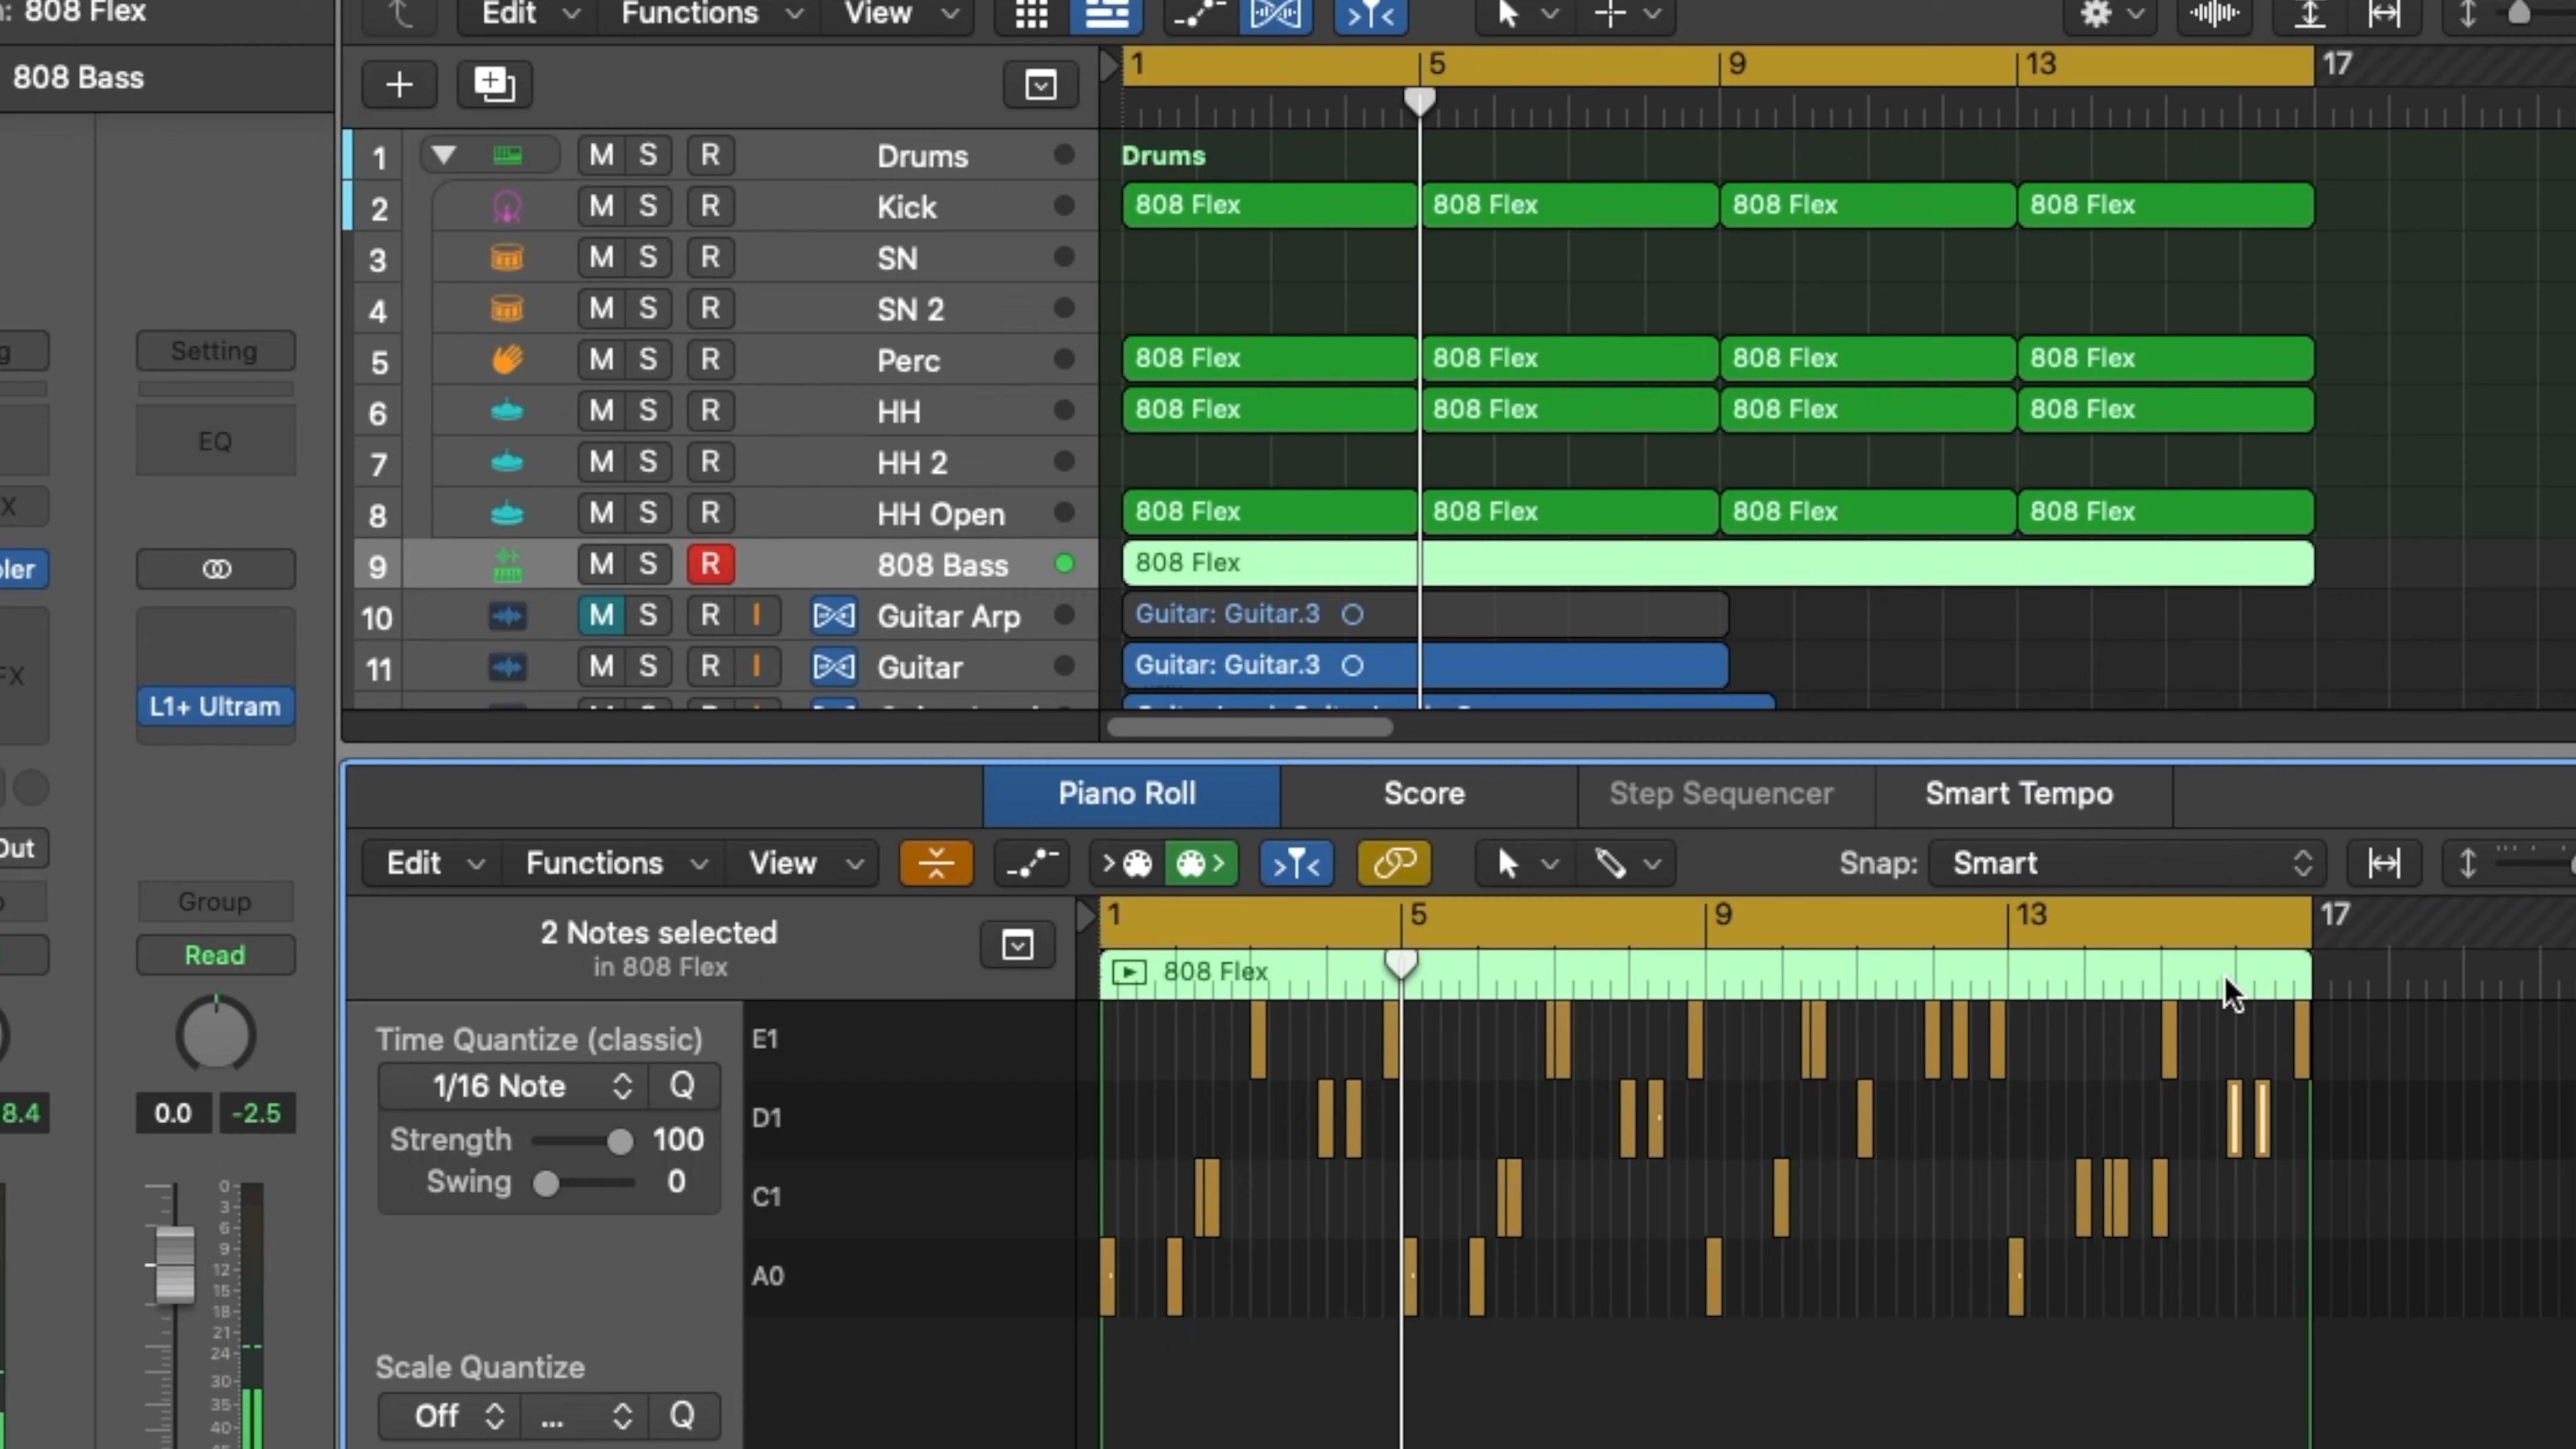 : 808 Flex
Edit Functions View
808 Bass
1 5 9 13 17
1 M S R Drums Drums
2 M S R Kick 808 Flex 808 Flex 808 Flex 808 Flex
3 M S R SN
4 M S R SN 2
Setting
5 M S R Perc 808 Flex 808 Flex 808 Flex 808 Flex
6 M S R HH 808 Flex 808 Flex 808 Flex 808 Flex
EQ
7 M S R HH 2
X
8 M S R HH Open 808 Flex 808 Flex 808 Flex 808 Flex
9 M S R 808 Bass 808 Flex
10 M S R I Guitar Arp Guitar: Guitar.3
11 M S R I Guitar Guitar: Guitar.3
FX
L1+ Ultram
Piano Roll Score Step Sequencer Smart Tempo
Out
Edit Functions View Snap: Smart
Group
1 5 9 13 17
2 Notes selected
in 808 Flex
Read
808 Flex
Time Quantize (classic)
E1
1/16 Note Q
8.4 0.0 -2.5
D1
Strength 100
Swing 0
C1
A0
0
3
6
9
12
15
18
21
24
30
35
40
Scale Quantize
Off ... Q